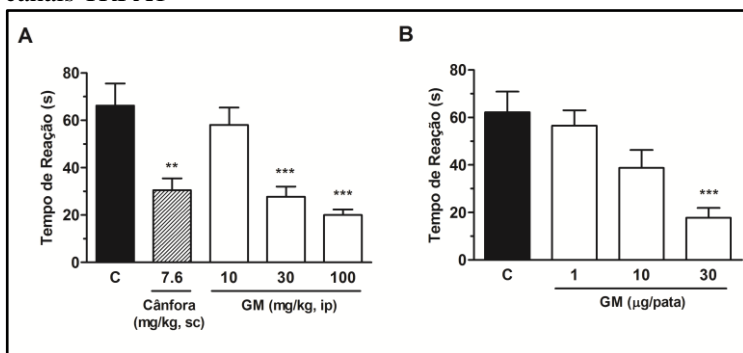 canais
A
Tempo de Reação (s)
80
60
40
20
0
**
***
***
C
7.6
10
30
100
Cânfora
(mg/kg, sc)
GM (mg/kg, ip)
B
Tempo de Reação (s)
80
60
40
20
0
***
C
1
10
30
GM (µg/pata)